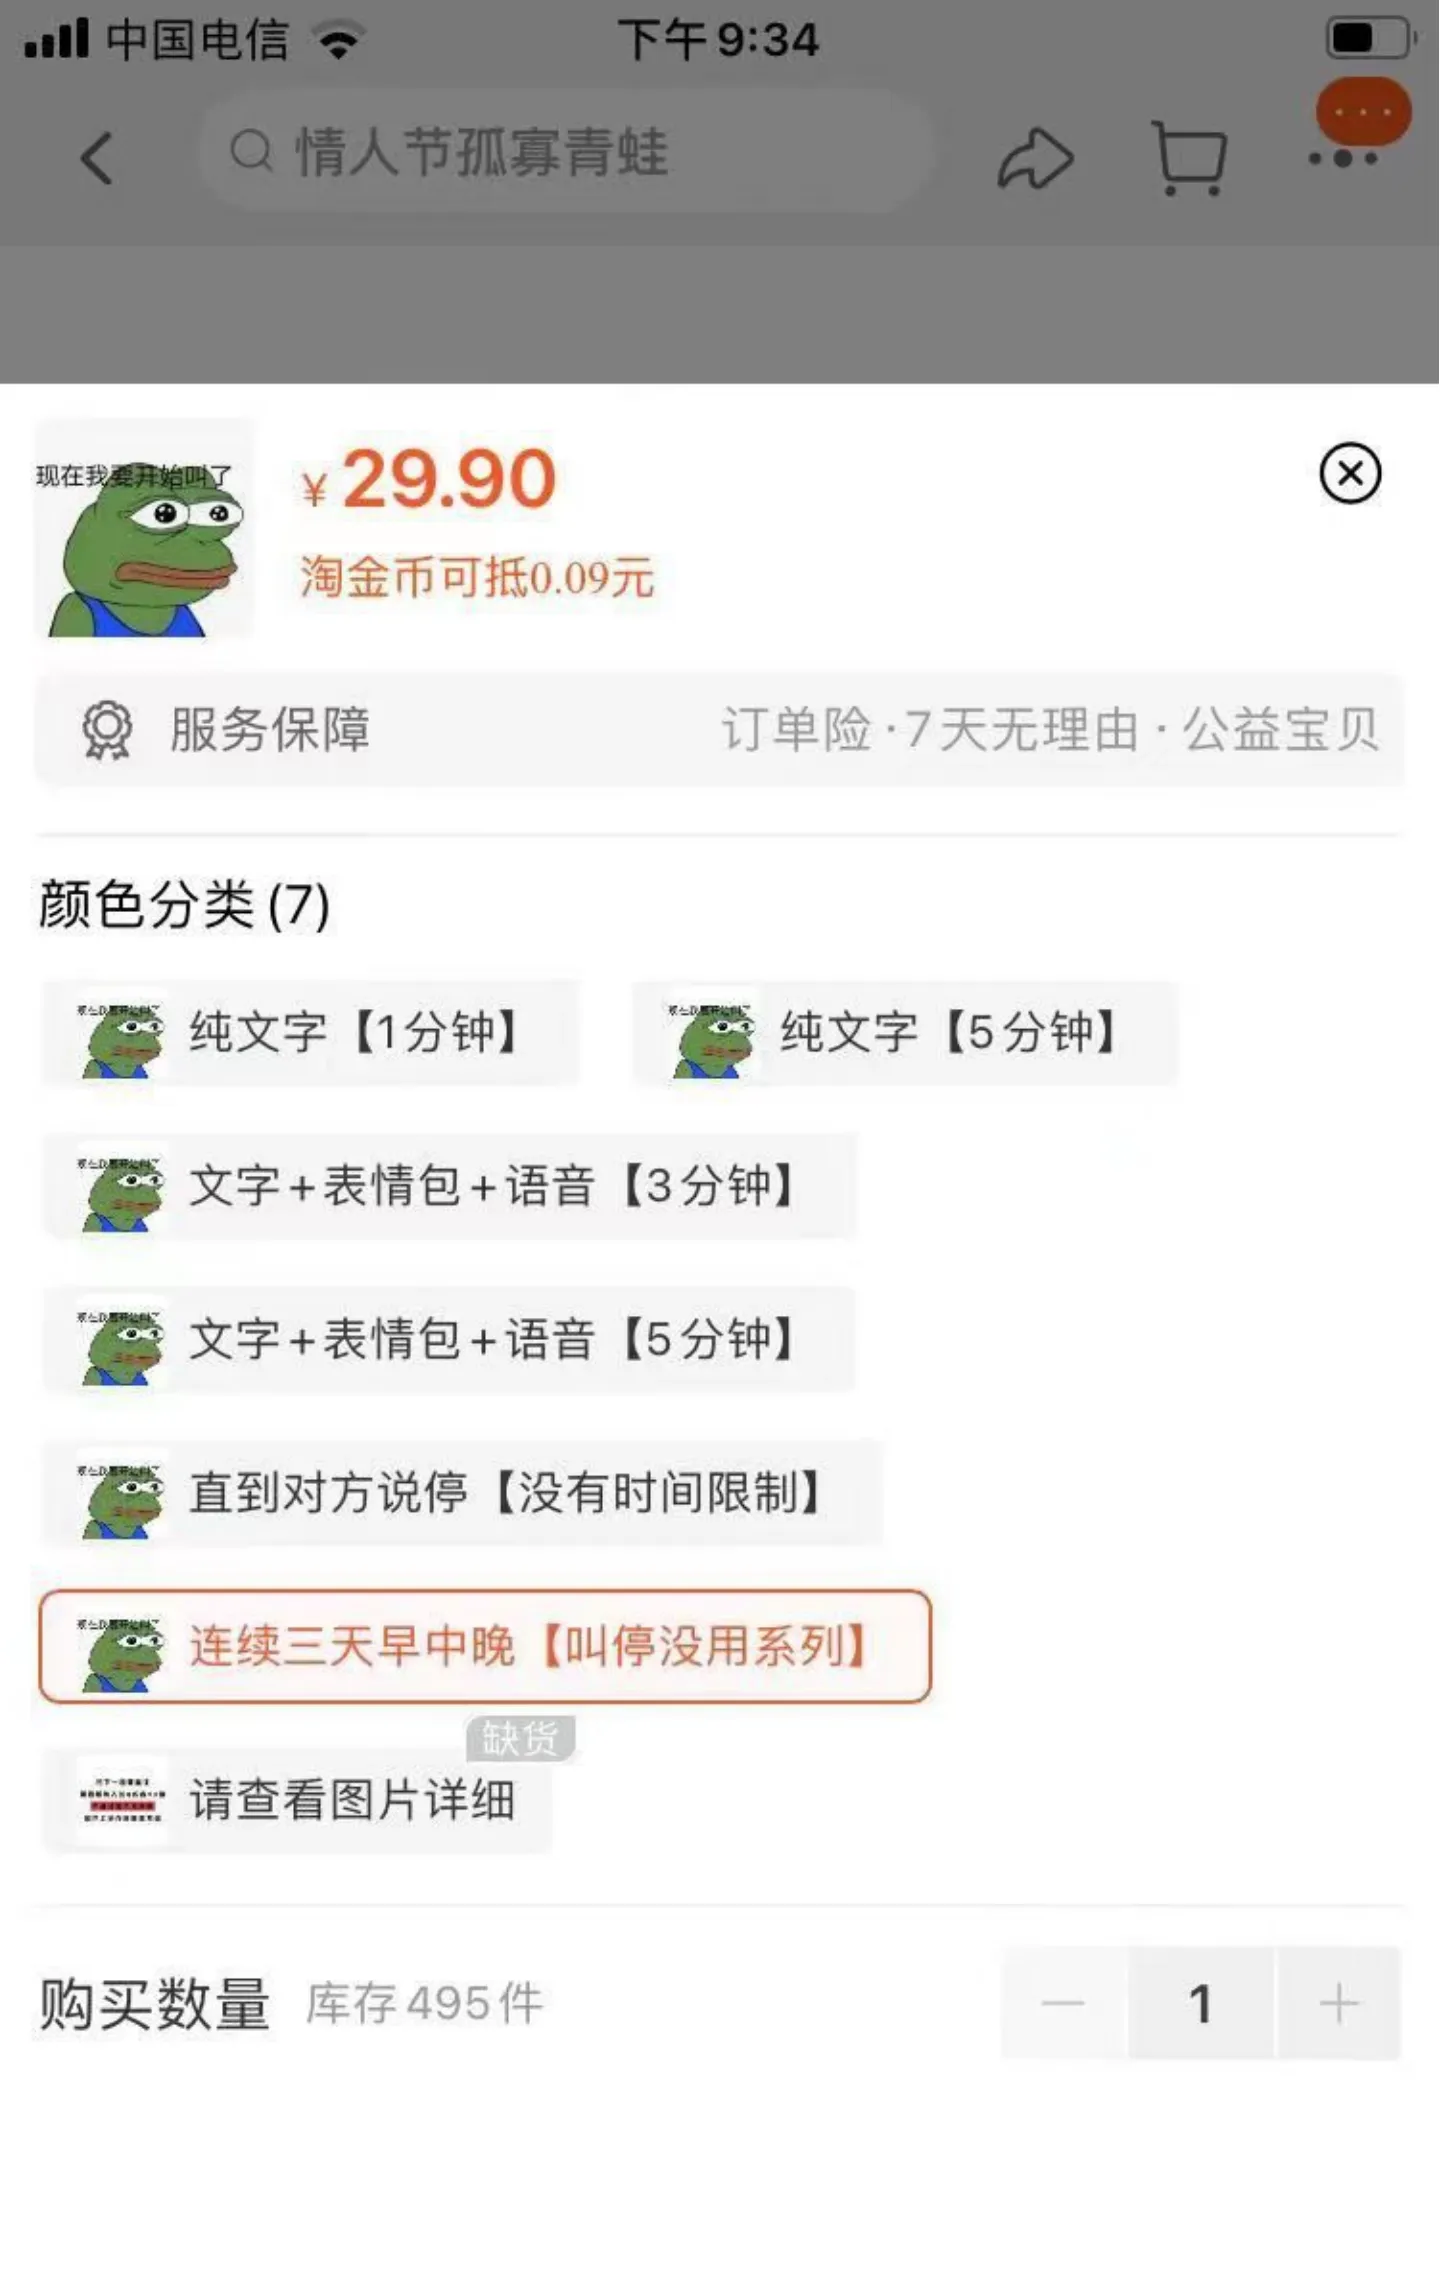 中国电信
下午9:34
情人节孤寡青蛙
现在我要开始叫了
¥29.90
淘金币可抵0.09元
服务保障
订单险·7天无理由·公益宝贝
颜色分类(7)
纯文字【1分钟】
纯文字【5分钟】
文字+表情包+语音【3分钟】
文字+表情包+语音【5分钟】
直到对方说停【没有时间限制】
连续三天早中晚【叫停没用系列】
缺货
请查看图片详细
购买数量 库存495件
1